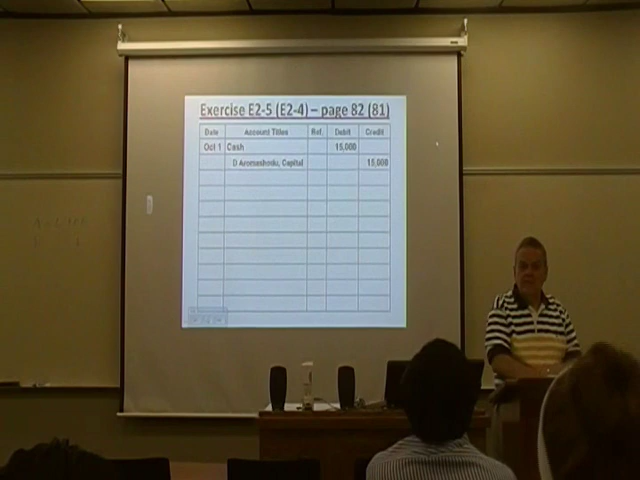 Exercise E2-5 (E2-4) – page 82 (81)
Date Account Titles Ref. Debit Credit
Oct 1 Cash 15,000
D Aromashodu, Capital 15,000